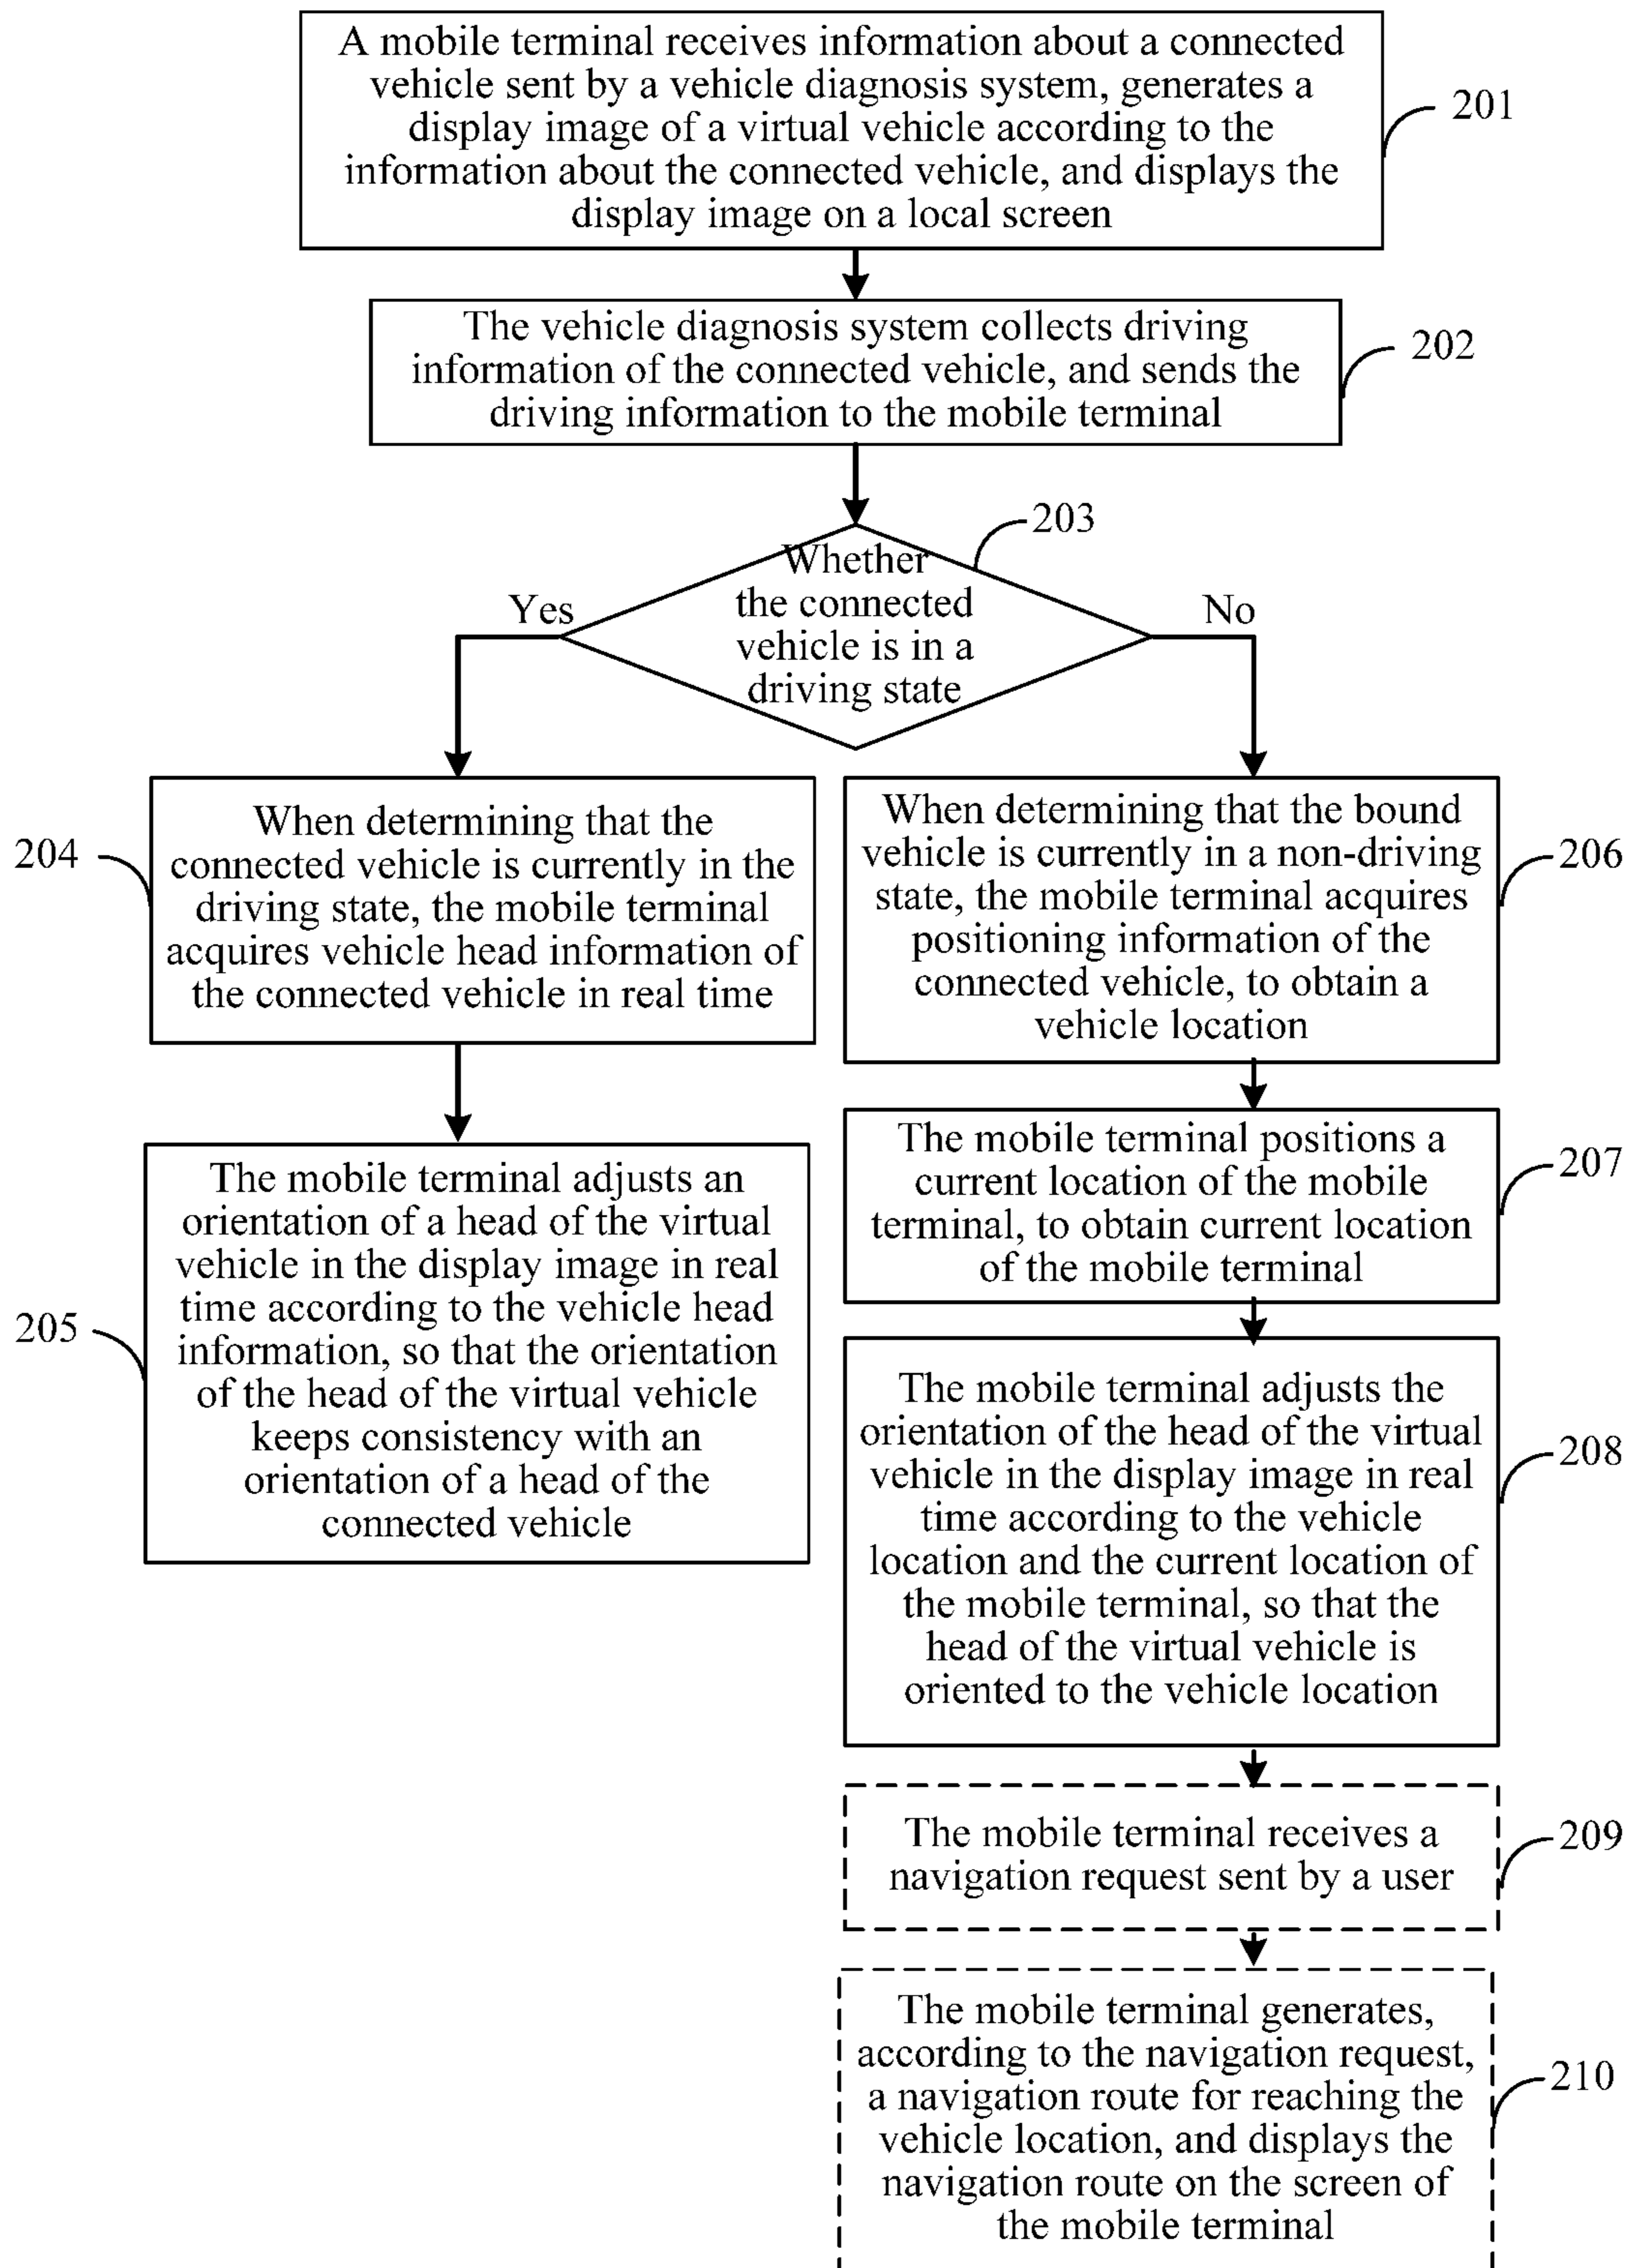 A mobile terminal receives information about a connected
vehicle sent by a vehicle diagnosis system, generates a
display image of a virtual vehicle according to the
information about the connected vehicle, and displays the
display image on a local screen
201
The vehicle diagnosis system collects driving
information of the connected vehicle, and sends the
driving information to the mobile terminal
202
203
Whether
the connected
vehicle is in a
driving state
Yes
No
204
When determining that the
connected vehicle is currently in the
driving state, the mobile terminal
acquires vehicle head information of
the connected vehicle in real time
205
The mobile terminal adjusts an
orientation of a head of the virtual
vehicle in the display image in real
time according to the vehicle head
information, so that the orientation
of the head of the virtual vehicle
keeps consistency with an
orientation of a head of the
connected vehicle
When determining that the bound
vehicle is currently in a non-driving
state, the mobile terminal acquires
positioning information of the
connected vehicle, to obtain a
vehicle location
206
The mobile terminal positions a
current location of the mobile
terminal, to obtain current location
of the mobile terminal
207
The mobile terminal adjusts the
orientation of the head of the virtual
vehicle in the display image in real
time according to the vehicle
location and the current location of
the mobile terminal, so that the
head of the virtual vehicle is
oriented to the vehicle location
208
The mobile terminal receives a
navigation request sent by a user
209
The mobile terminal generates,
according to the navigation request,
a navigation route for reaching the
vehicle location, and displays the
navigation route on the screen of
the mobile terminal
210